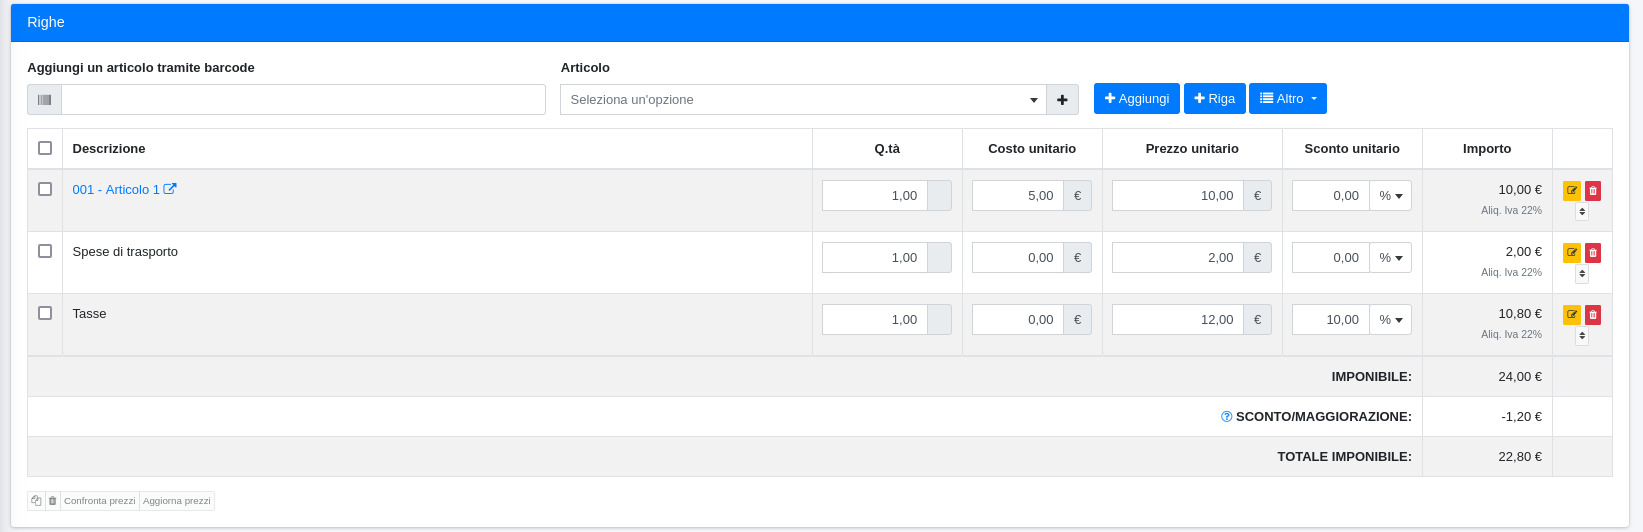 Righe
Aggiungi un articolo tramite barcode Articolo
Seleziona un'opzione Aggiungi Riga Altro
Descrizione Q.tà Costo unitario Prezzo unitario Sconto unitario Importo
001 - Articolo 1 1,00 5,00 € 10,00 € 0,00 % 10,00 €
Aliq. Iva 22%
Spese di trasporto 1,00 0,00 € 2,00 € 0,00 % 2,00 €
Aliq. Iva 22%
Tasse 1,00 0,00 € 12,00 € 10,00 % 10,80 €
Aliq. Iva 22%
IMPONIBILE: 24,00 €
SCONTO/MAGGIORAZIONE: -1,20 €
TOTALE IMPONIBILE: 22,80 €
Confronta prezzi Aggiorna prezzi